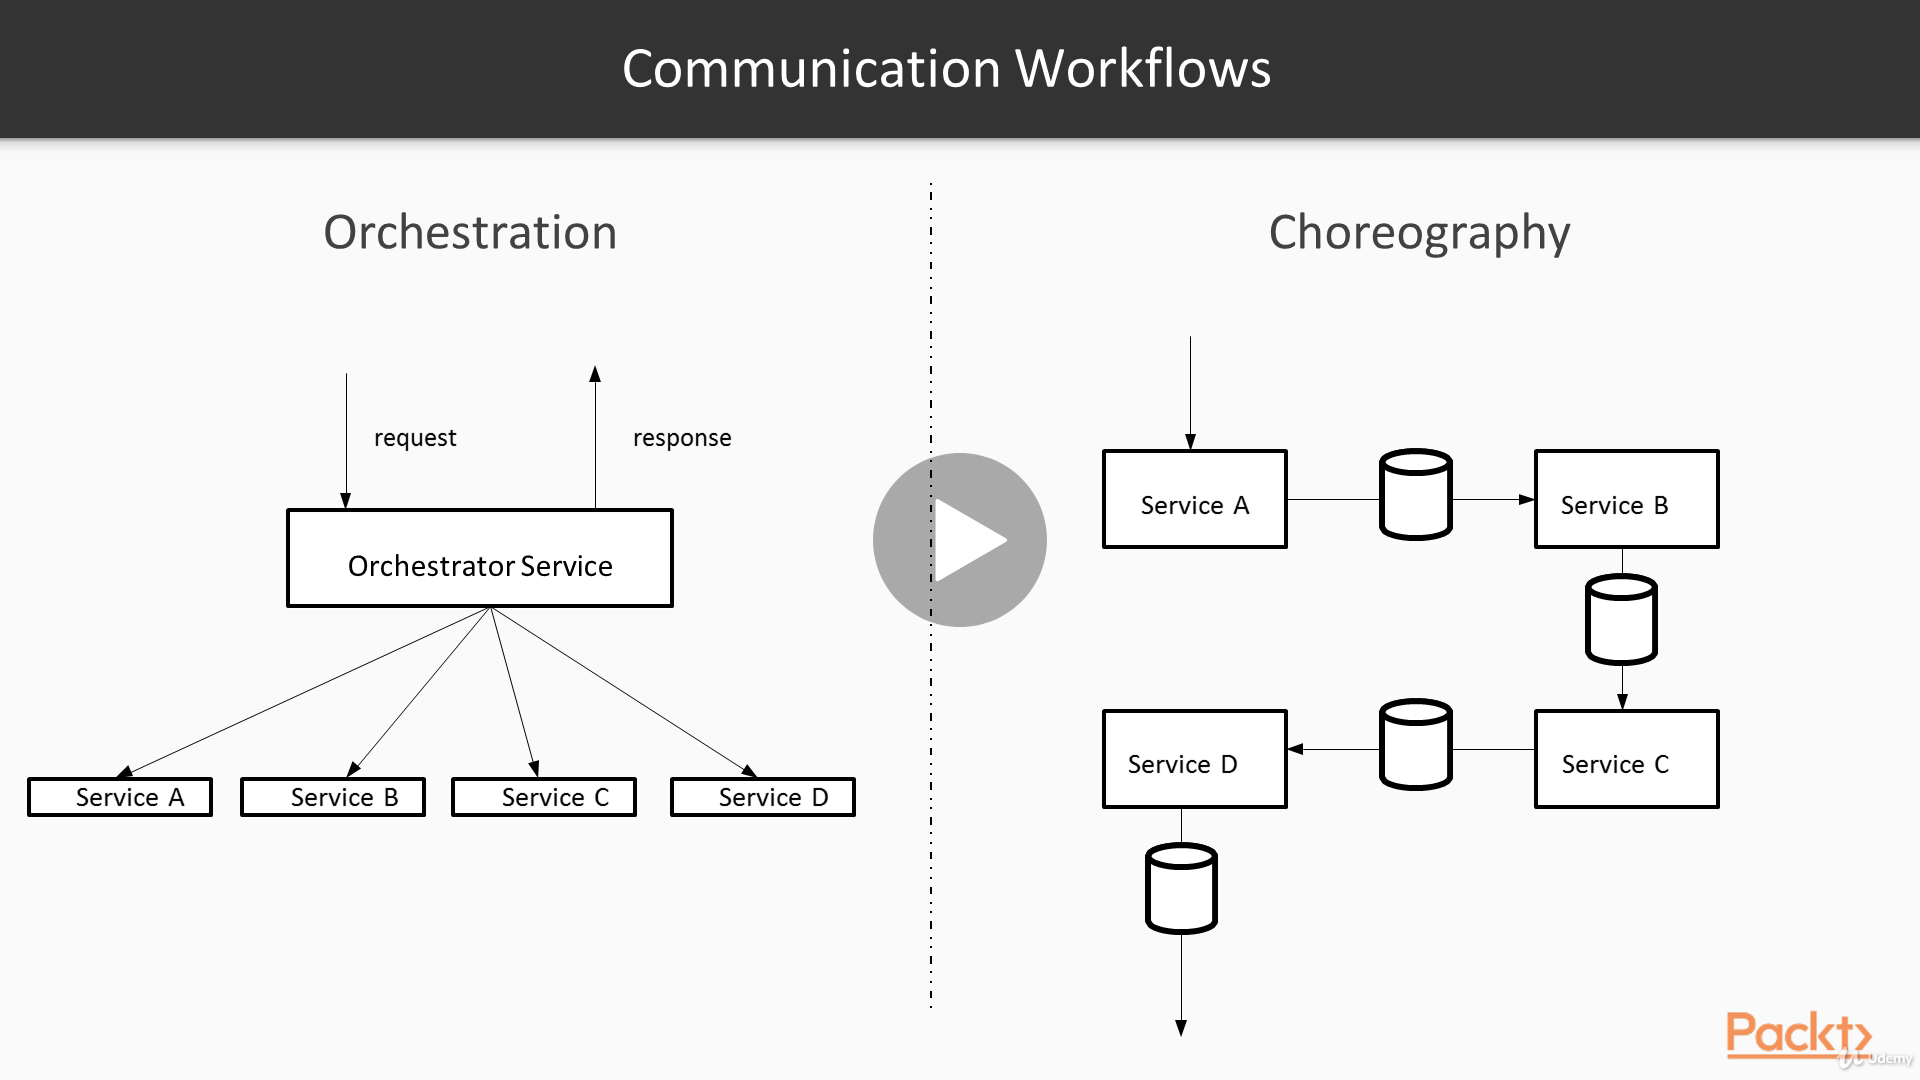 Communication Workflows
Orchestration
request
response
Orchestrator Service
Service A
Service B
Service C
Service D
Choreography
Service A
Service B
Service D
Service C
Packt
Udemy